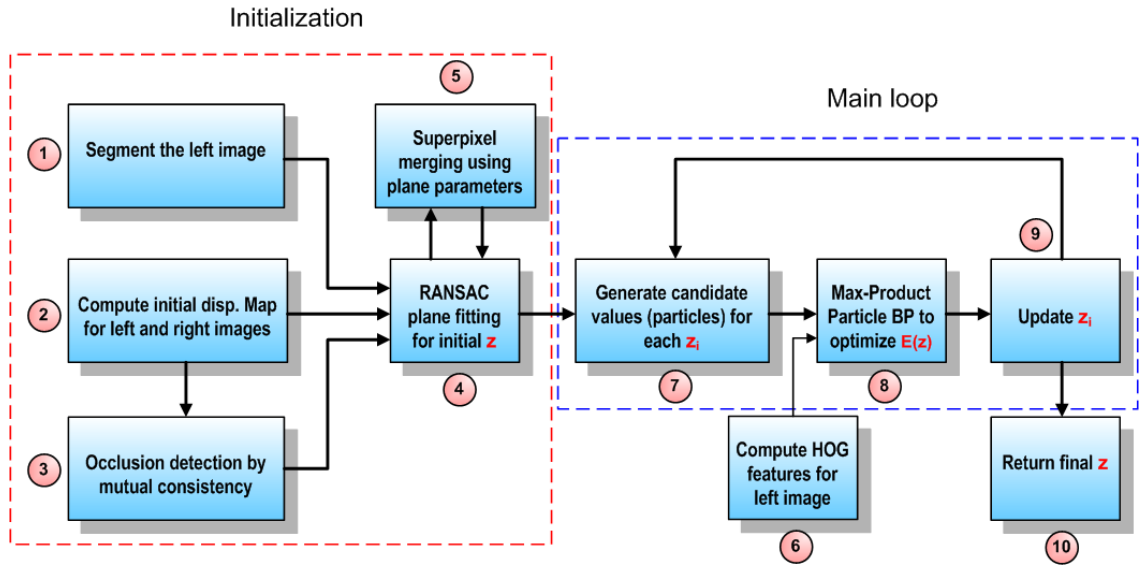 Initialization
5
1
Segment the left image
Superpixel
merging using
plane parameters
Main loop
9
2
Compute initial disp. Map
for left and right images
RANSAC
plane fitting
for initial z
4
Generate candidate
values (particles) for
each zi
7
Max-Product
Particle BP to
optimize E(z)
8
Update zi
3
Occlusion detection by
mutual consistency
Compute HOG
features for
left image
6
Return final z
10